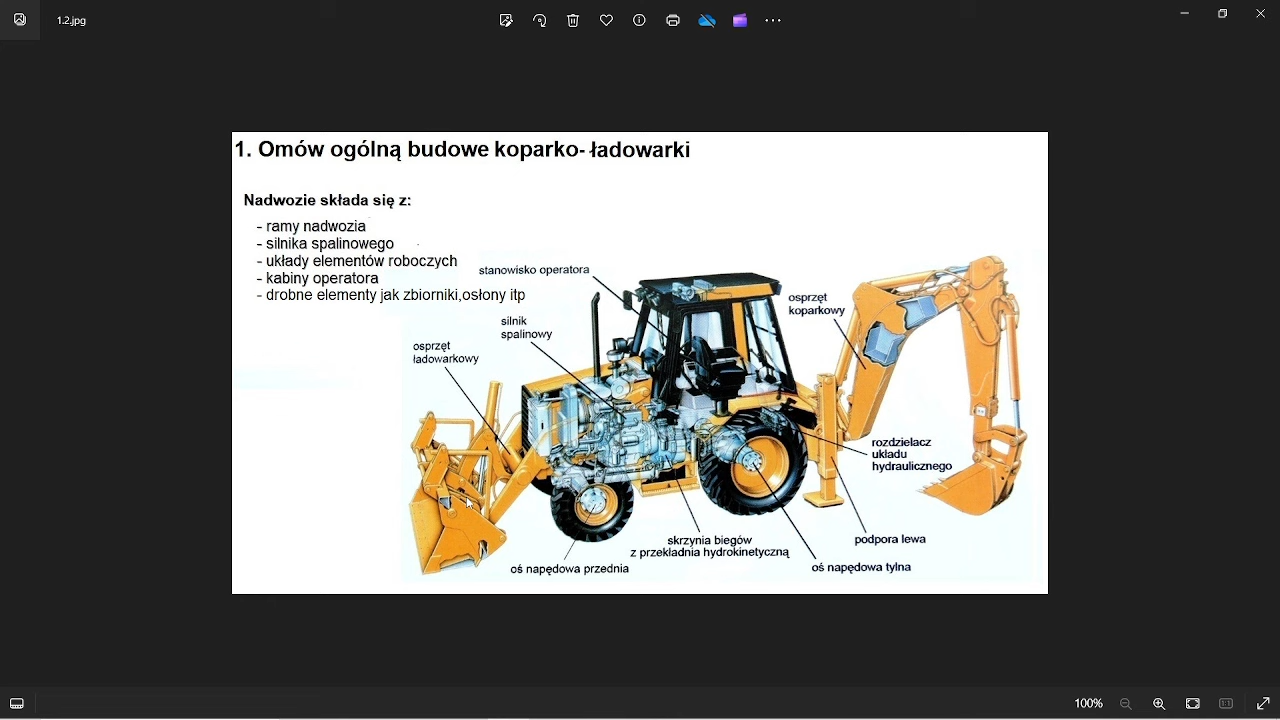 1.2.jpg
1. Omów ogólną budowe koparko-ładowarki
Nadwozie składa się z:
- ramy nadwozia
- silnika spalinowego
- układy elementów roboczych
- kabiny operatora
- drobne elementy jak zbiorniki,osłony itp
stanowisko operatora
silnik
spalinowy
osprzęt
ładowarkowy
osprzęt
koparkowy
rozdzielacz
układu
hydraulicznego
podpora lewa
skrzynia biegów
z przekładnia hydrokinetyczną
oś napędowa tylna
oś napędowa przednia
100%